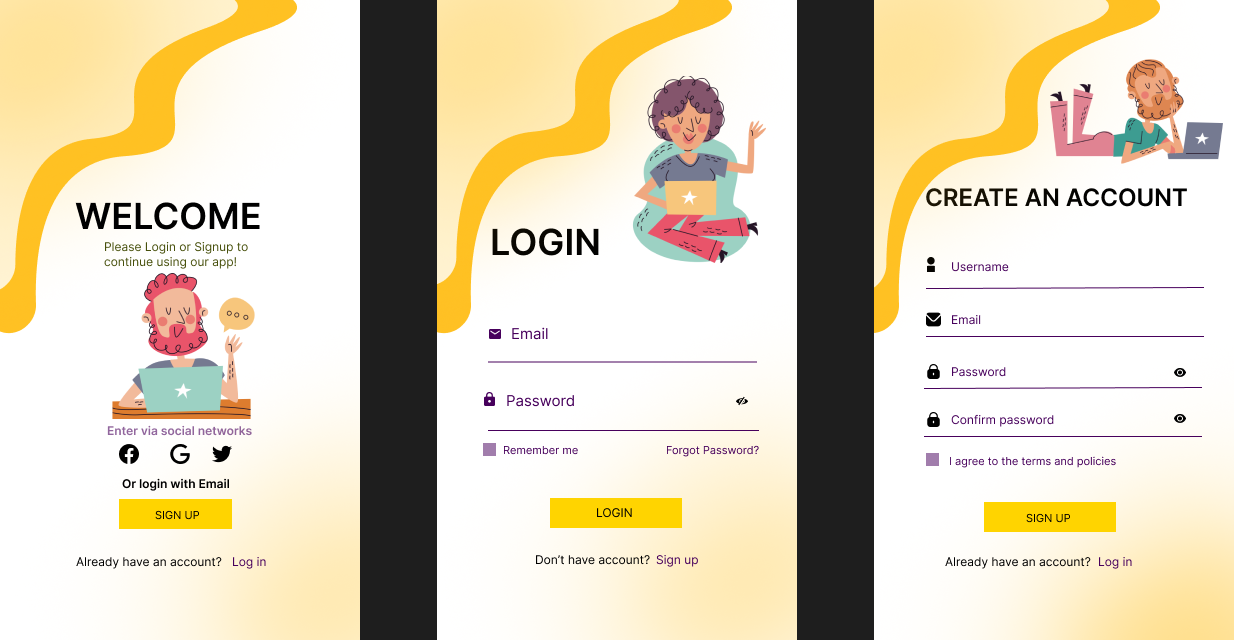 WELCOME
Please Login or Signup to
continue using our app!
Enter via social networks
Or login with Email
SIGN UP
Already have an account? Log in
LOGIN
Email
Password
Remember me Forgot Password?
LOGIN
Don’t have account? Sign up
CREATE AN ACCOUNT
Username
Email
Password
Confirm password
I agree to the terms and policies
SIGN UP
Already have an account? Log in